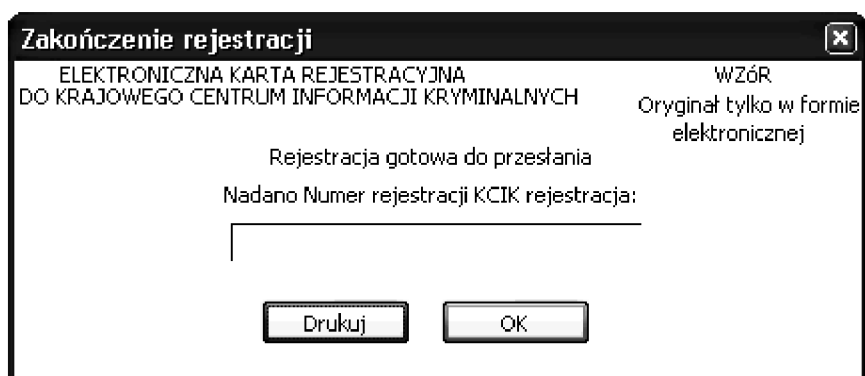 Zakończenie rejestracji
ELEKTRONICZNA KARTA REJESTRACYJNA
DO KRAJOWEGO CENTRUM INFORMACJI KRYMINALNYCH
WZóR
Oryginał tylko w formie
elektronicznej
Rejestracja gotowa do przesłania
Nadano Numer rejestracji KCIK rejestracja:
Drukuj
OK